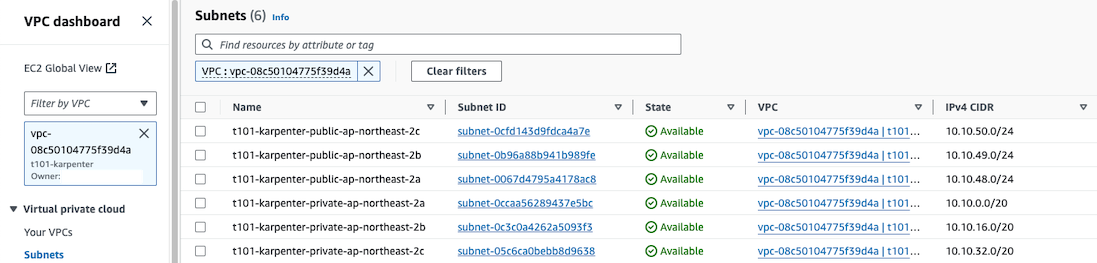 VPC dashboard
EC2 Global View
Filter by VPC
vpc-
08c50104775f39d4a
t101-karpenter
Owner:
Virtual private cloud
Your VPCs
Subnets
Subnets (6) Info
Find resources by attribute or tag
VPC : vpc-08c50104775f39d4a
Clear filters
Name Subnet ID State VPC IPv4 CIDR
t101-karpenter-public-ap-northeast-2c subnet-0cfd143d9fdca4a7e Available vpc-08c50104775f39d4a | t101... 10.10.50.0/24
t101-karpenter-public-ap-northeast-2b subnet-0b96a88b941b989fe Available vpc-08c50104775f39d4a | t101... 10.10.49.0/24
t101-karpenter-public-ap-northeast-2a subnet-0067d4795a4178ac8 Available vpc-08c50104775f39d4a | t101... 10.10.48.0/24
t101-karpenter-private-ap-northeast-2a subnet-0ccaa56289437e5bc Available vpc-08c50104775f39d4a | t101... 10.10.0.0/20
t101-karpenter-private-ap-northeast-2b subnet-0c3c0a4262a5093f3 Available vpc-08c50104775f39d4a | t101... 10.10.16.0/20
t101-karpenter-private-ap-northeast-2c subnet-05c6ca0bebb8d9638 Available vpc-08c50104775f39d4a | t101... 10.10.32.0/20